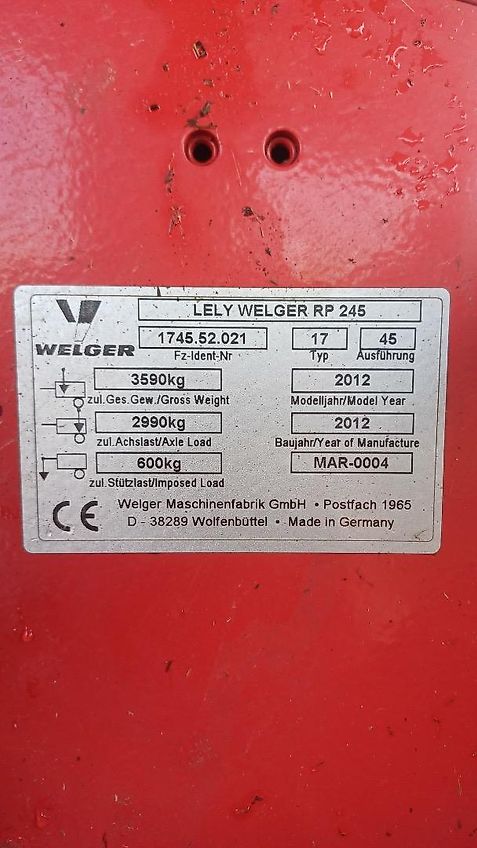 LELY WELGER RP 245
WELGER
1745.52.021 17 45
Fz-Ident-Nr Typ Ausführung
3590kg 2012
zul.Ges.Gew./Gross Weight Modelljahr/Model Year
2990kg 2012
zul.Achslast/Axle Load Baujahr/Year of Manufacture
600kg MAR-0004
zul.Stützlast/Imposed Load
CE Welger Maschinenfabrik GmbH • Postfach 1965
D - 38289 Wolfenbüttel • Made in Germany